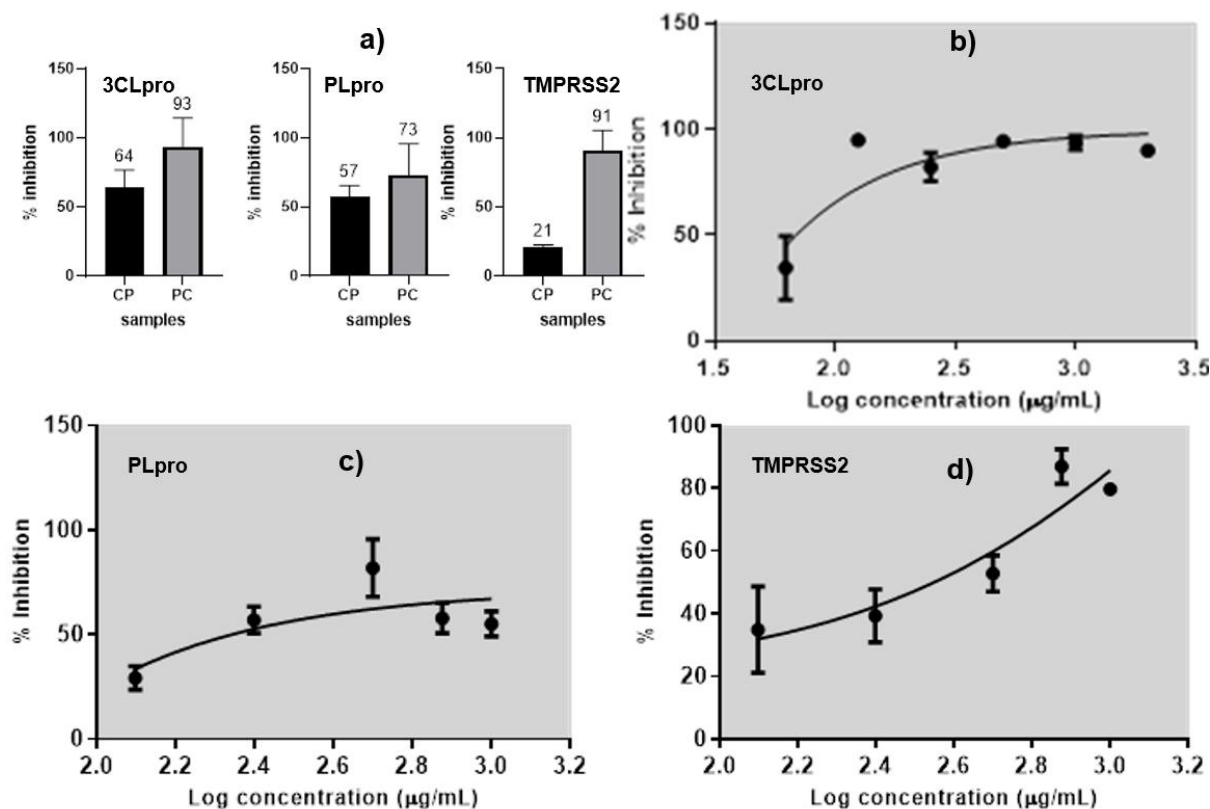 a)
3CLpro
150
100
50
0
% inhibition
64
93
CP
PC
samples
PLpro
150
100
50
0
% inhibition
57
73
CP
PC
samples
TMPRSS2
150
100
50
0
% inhibition
21
91
CP
PC
samples
b)
3CLpro
150
100
50
0
% Inhibition
1.5
2.0
2.5
3.0
3.5
Log concentration (µg/mL)
c)
PLpro
150
100
50
0
% Inhibition
2.0
2.2
2.4
2.6
2.8
3.0
3.2
Log concentration (µg/mL)
d)
TMPRSS2
100
80
60
40
20
0
% Inhibition
2.0
2.2
2.4
2.6
2.8
3.0
3.2
Log concentration (µg/mL)